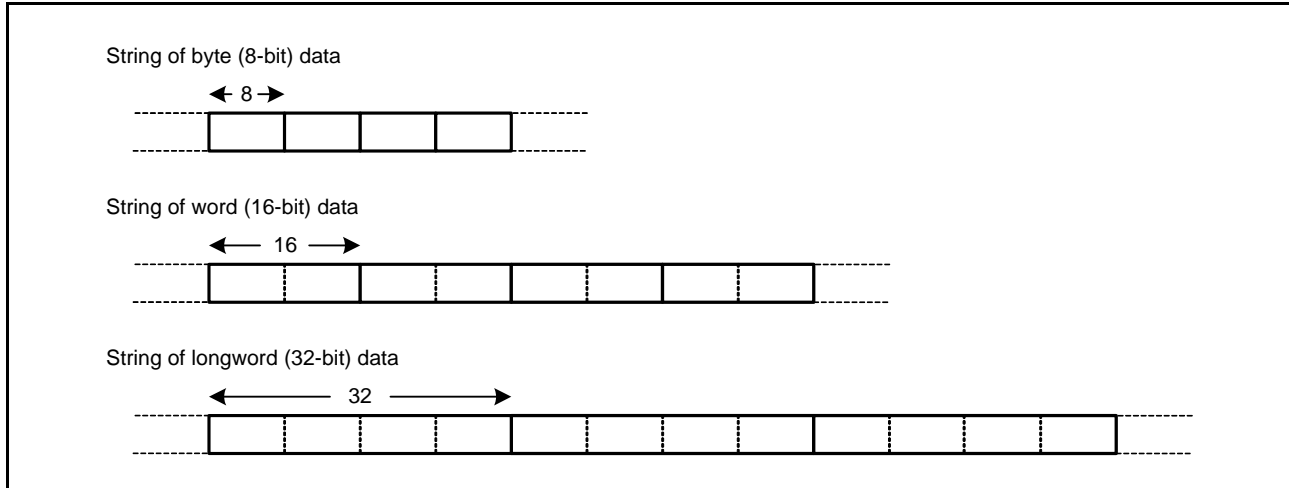 String of byte (8-bit) data
8
String of word (16-bit) data
16
String of longword (32-bit) data
32